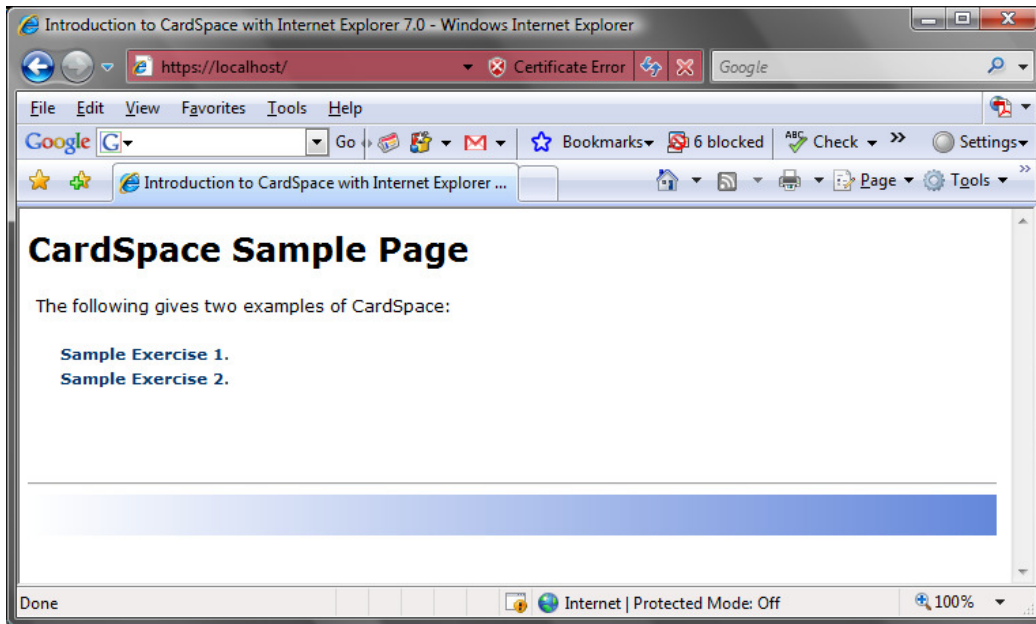 Introduction to CardSpace with Internet Explorer 7.0 - Windows Internet Explorer
https://localhost/ Certificate Error Google
File Edit View Favorites Tools Help
Google G Go Bookmarks 6 blocked ABC Check >> Settings
Introduction to CardSpace with Internet Explorer ... Page Tools >>
CardSpace Sample Page
The following gives two examples of CardSpace:
Sample Exercise 1.
Sample Exercise 2.
Done Internet | Protected Mode: Off 100%